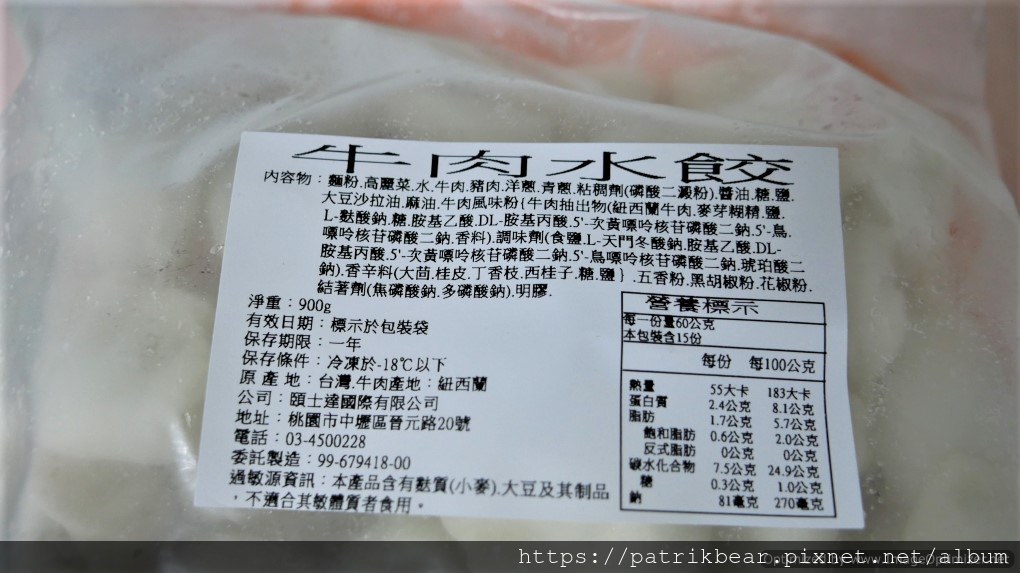 牛肉水餃
內容物：麵粉.高麗菜.水.牛肉.豬肉.洋蔥.青蔥.粘稠劑(磷酸二澱粉).醬油.糖.鹽.
大豆沙拉油.麻油.牛肉風味粉{牛肉抽出物(紐西蘭牛肉.麥芽糊精.鹽.
L-麩酸鈉.糖.胺基乙酸.DL-胺基丙酸.5'-次黃嘌呤核苷磷酸二鈉.5'-鳥.
嘌呤核苷磷酸二鈉.香料).調味劑(食鹽.L-天門冬酸鈉.胺基乙酸.DL-
胺基丙酸.5'-次黃嘌呤核苷磷酸二鈉.5'-鳥嘌呤核苷磷酸二鈉.琥珀酸二
鈉).香辛料(大茴.桂皮.丁香枝.西桂子.糖.鹽}.五香粉.黑胡椒粉.花椒粉.
結著劑(焦磷酸鈉.多磷酸鈉).明膠.
淨重：900g
有效日期：標示於包裝袋
保存期限：一年
保存條件：冷凍於-18℃以下
原產地：台灣.牛肉產地：紐西蘭
公司：頤士達國際有限公司
地址：桃園市中壢區晉元路20號
電話：03-4500228
委託製造：99-679418-00
過敏源資訊：本產品含有麩質(小麥).大豆及其製品
，不適合其敏體質者食用。
營養標示
每一份量60公克
本包裝含15份
每份 每100公克
熱量 55大卡 183大卡
蛋白質 2.4公克 8.1公克
脂肪 1.7公克 5.7公克
飽和脂肪 0.6公克 2.0公克
反式脂肪 0公克 0公克
碳水化合物 7.5公克 24.9公克
糖 0.3公克 1.0公克
鈉 81毫克 270毫克
https://patrikbear.pixnet.net/album